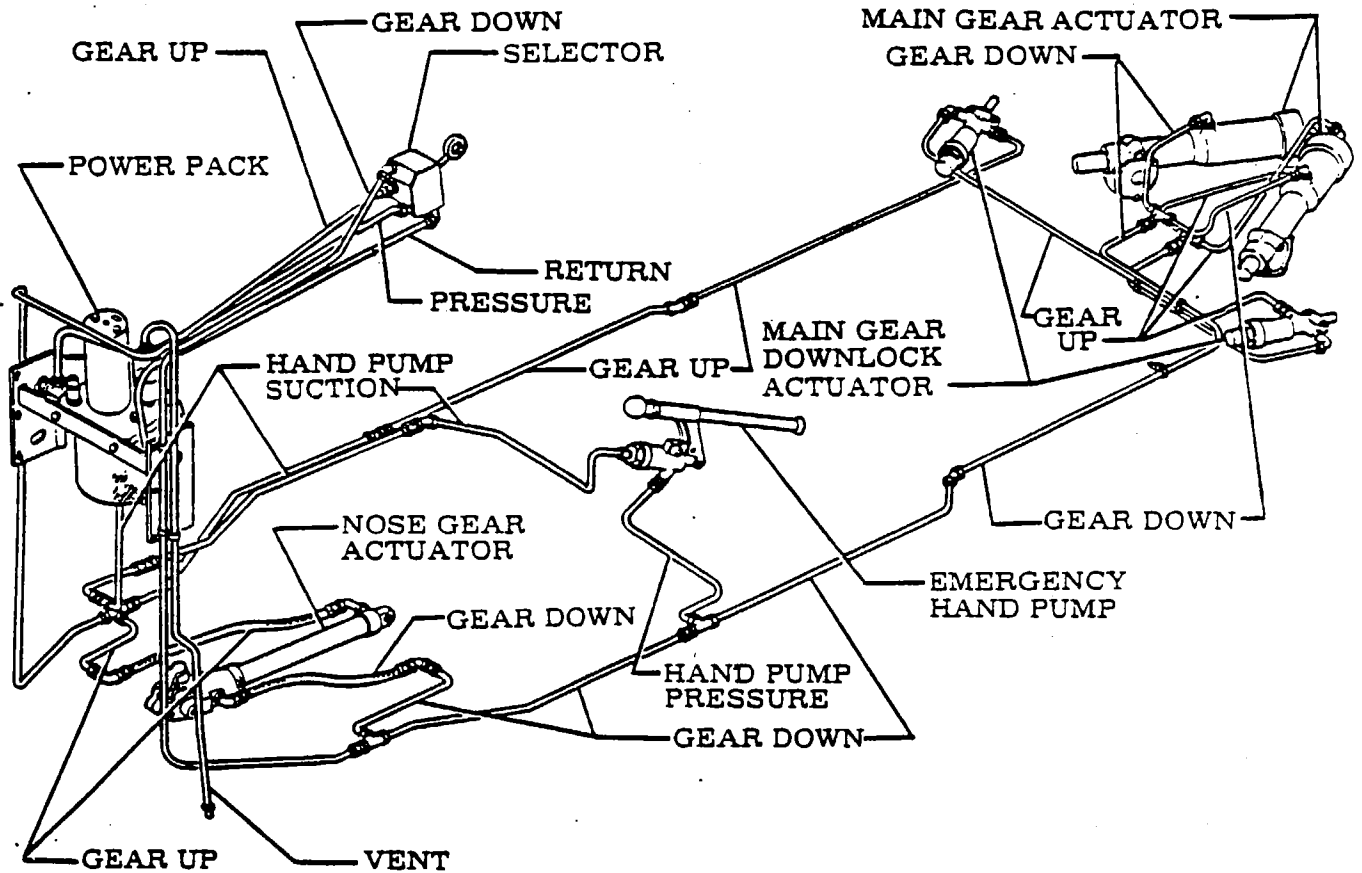 GEAR DOWN
MAIN GEAR ACTUATOR
GEAR UP
SELECTOR
GEAR DOWN
POWER PACK
RETURN
PRESSURE
HAND PUMP
SUCTION
GEAR UP
MAIN GEAR
DOWNLOCK
ACTUATOR
GEAR
UP
NOSE GEAR
ACTUATOR
GEAR DOWN
EMERGENCY
HAND PUMP
GEAR DOWN
HAND PUMP
PRESSURE
GEAR DOWN
GEAR UP
VENT